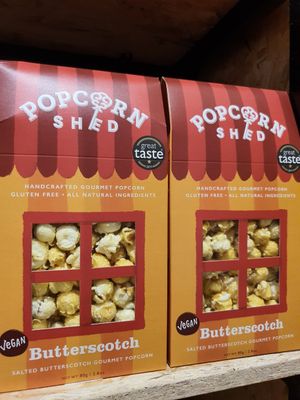 POPCORN
SHED
great
taste
HANDCRAFTED GOURMET POPCORN
GLUTEN FREE • ALL NATURAL INGREDIENTS
VEGAN
Butterscotch
SALTED BUTTERSCOTCH GOURMET POPCORN
POPCORN
SHED
great
taste
HANDCRAFTED GOURMET POPCORN
GLUTEN FREE • ALL NATURAL INGREDIENTS
VEGAN
Butterscotch
SALTED BUTTERSCOTCH GOURMET POPCORN